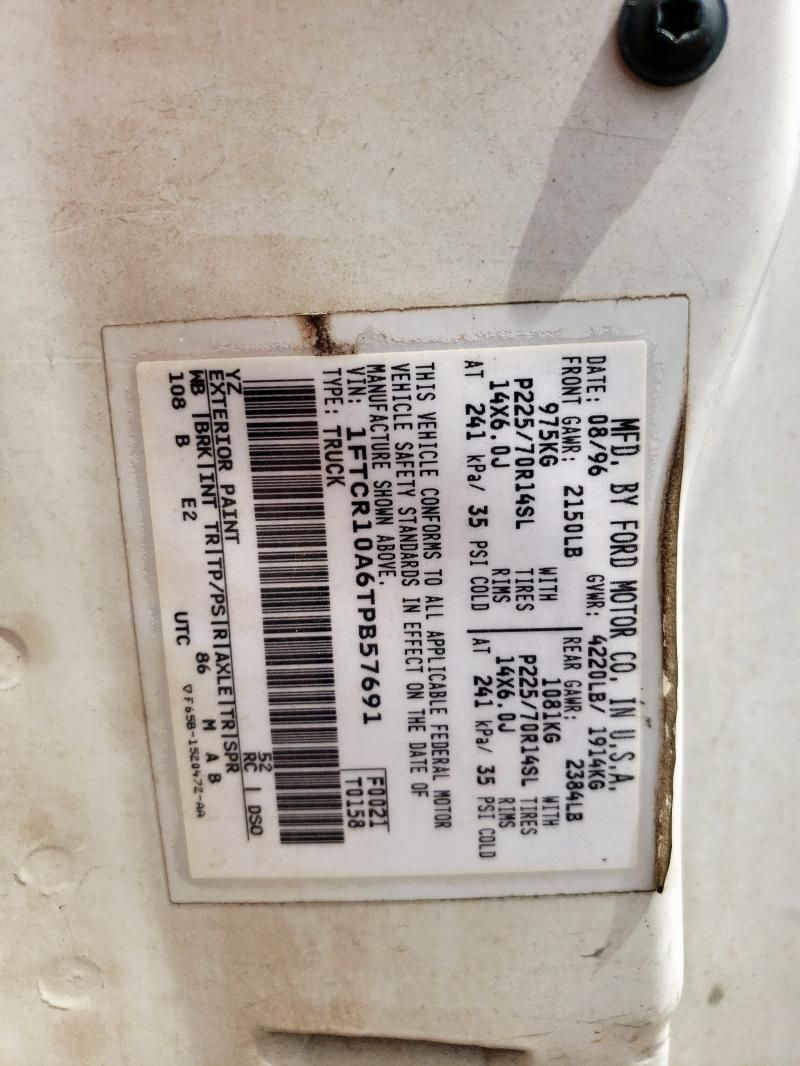 MFD. BY FORD MOTOR CO. IN U.S.A.
DATE: 08/96 GVWR: 4220LB/ 1914KG
FRONT GAWR: 2150LB REAR GAWR: 2384LB
975KG WITH 1081KG WITH
P225/70R14SL TIRES P225/70R14SL TIRES
14X6.0J RIMS 14X6.0J RIMS
AT 241 kPa/ 35 PSI COLD AT 241 kPa/ 35 PSI COLD
THIS VEHICLE CONFORMS TO ALL APPLICABLE FEDERAL MOTOR
VEHICLE SAFETY STANDARDS IN EFFECT ON THE DATE OF
MANUFACTURE SHOWN ABOVE.
VIN: 1FTCR10A6TPB57691 F0021
TYPE: TRUCK T0158
YZ 52
EXTERIOR PAINT RC | DSO
WB |BRK|INT TR|TP/PS|R|AXLE|TR|SPR
108 B E2 86 M A B
UTC ▽F65B-1520472-AA